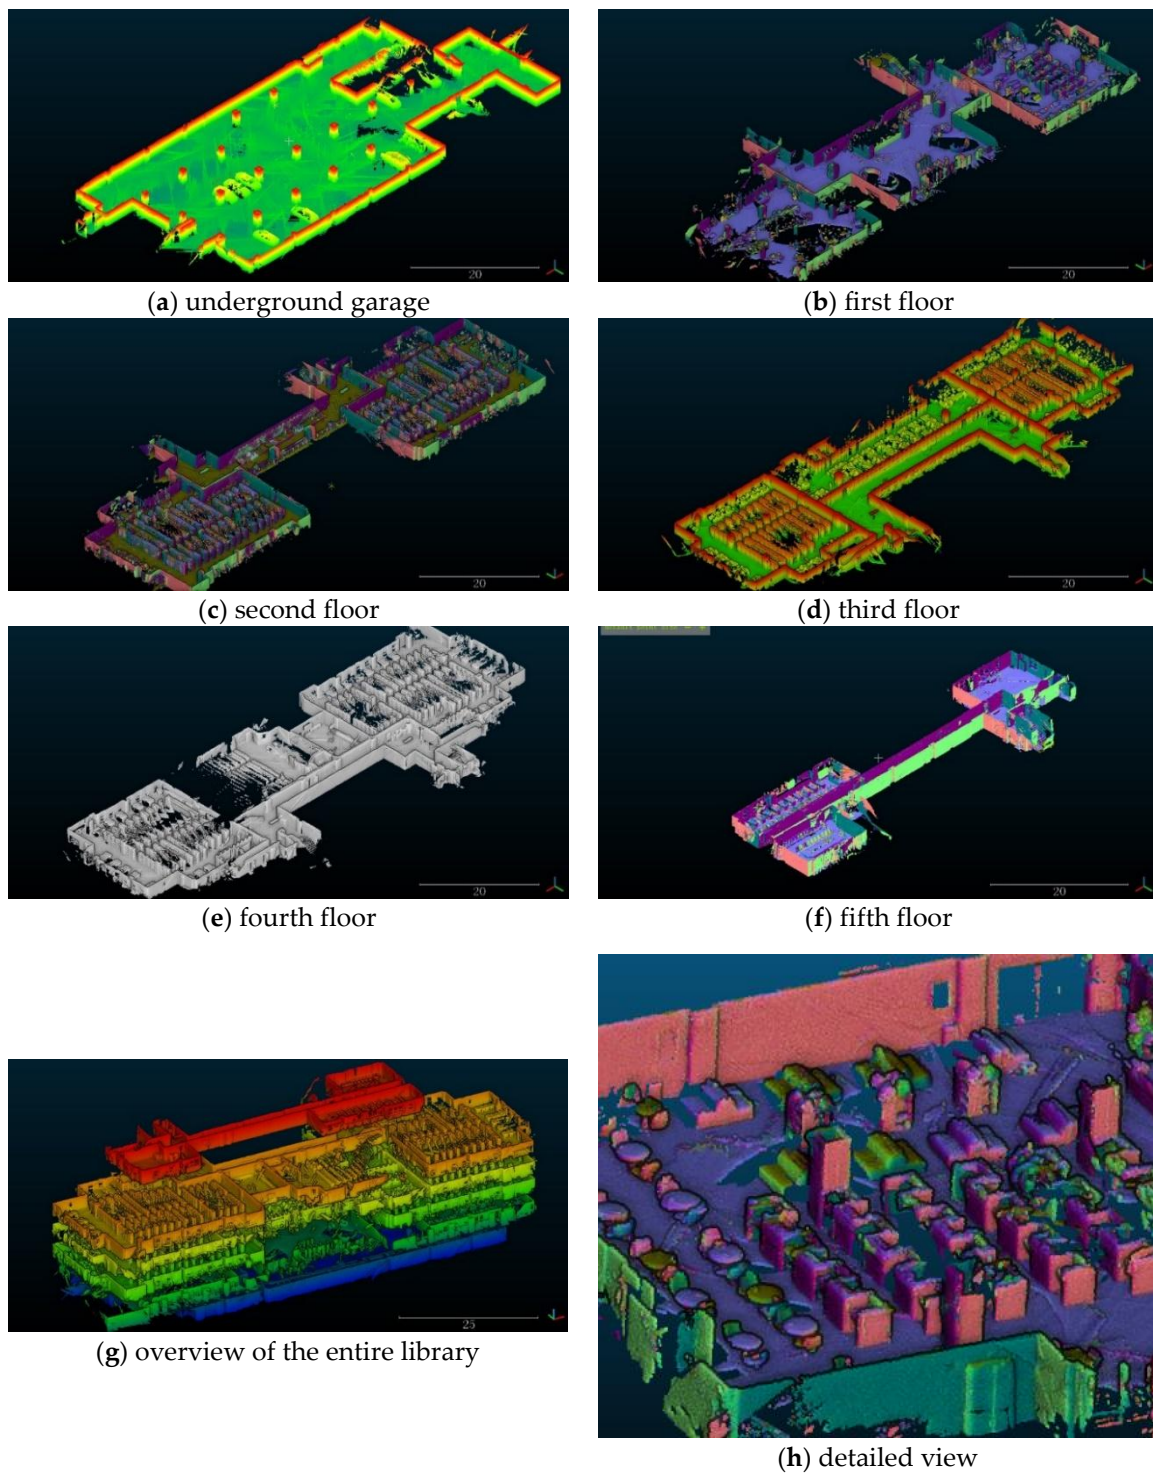 20
20
(a) underground garage
(b) first floor
20
20
(c) second floor
(d) third floor
20
20
(e) fourth floor
(f) fifth floor
25
(g) overview of the entire library
(h) detailed view